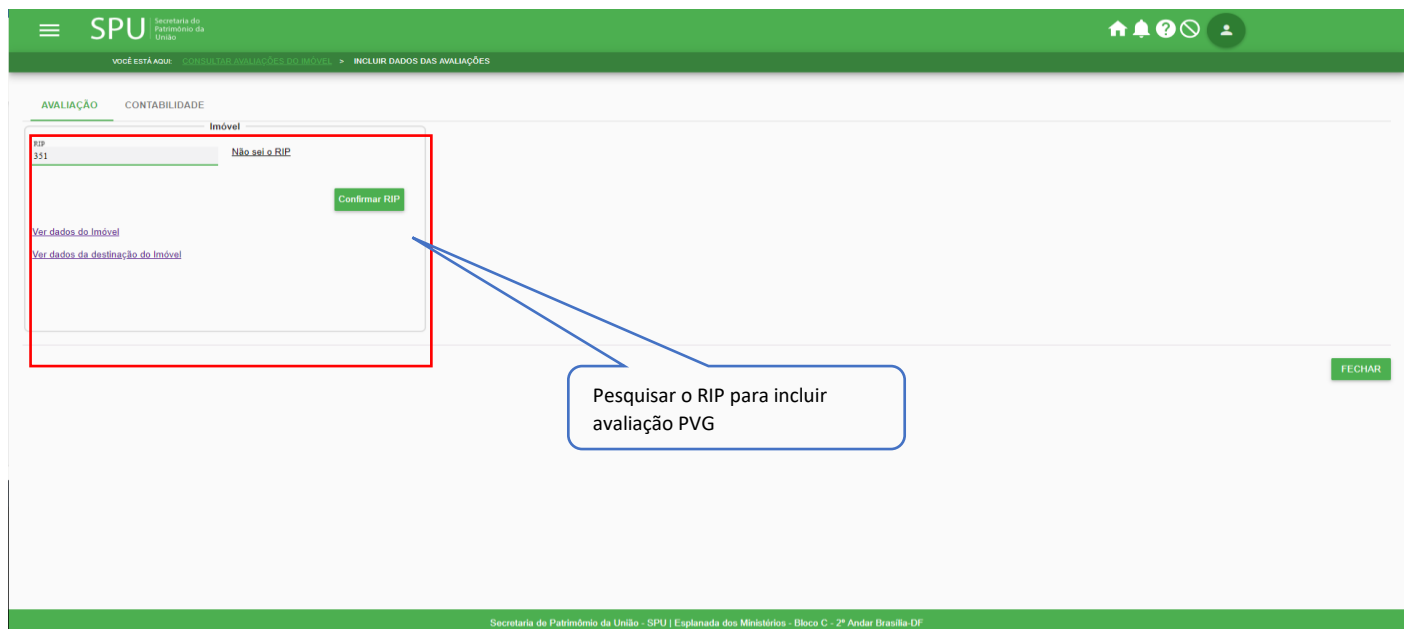 SPU Secretaria do
Patrimônio da
União
VOCÊ ESTÁ AQUI: CONSULTAR AVALIAÇÕES DO IMÓVEL > INCLUIR DADOS DAS AVALIAÇÕES
AVALIAÇÃO CONTABILIDADE
Imóvel
RIP
351 Não sei o RIP
Confirmar RIP
Ver dados do Imóvel
Ver dados da destinação do Imóvel
FECHAR
Pesquisar o RIP para incluir
avaliação PVG
Secretaria de Patrimômio da União - SPU | Esplanada dos Ministérios - Bloco C - 2º Andar Brasília-DF